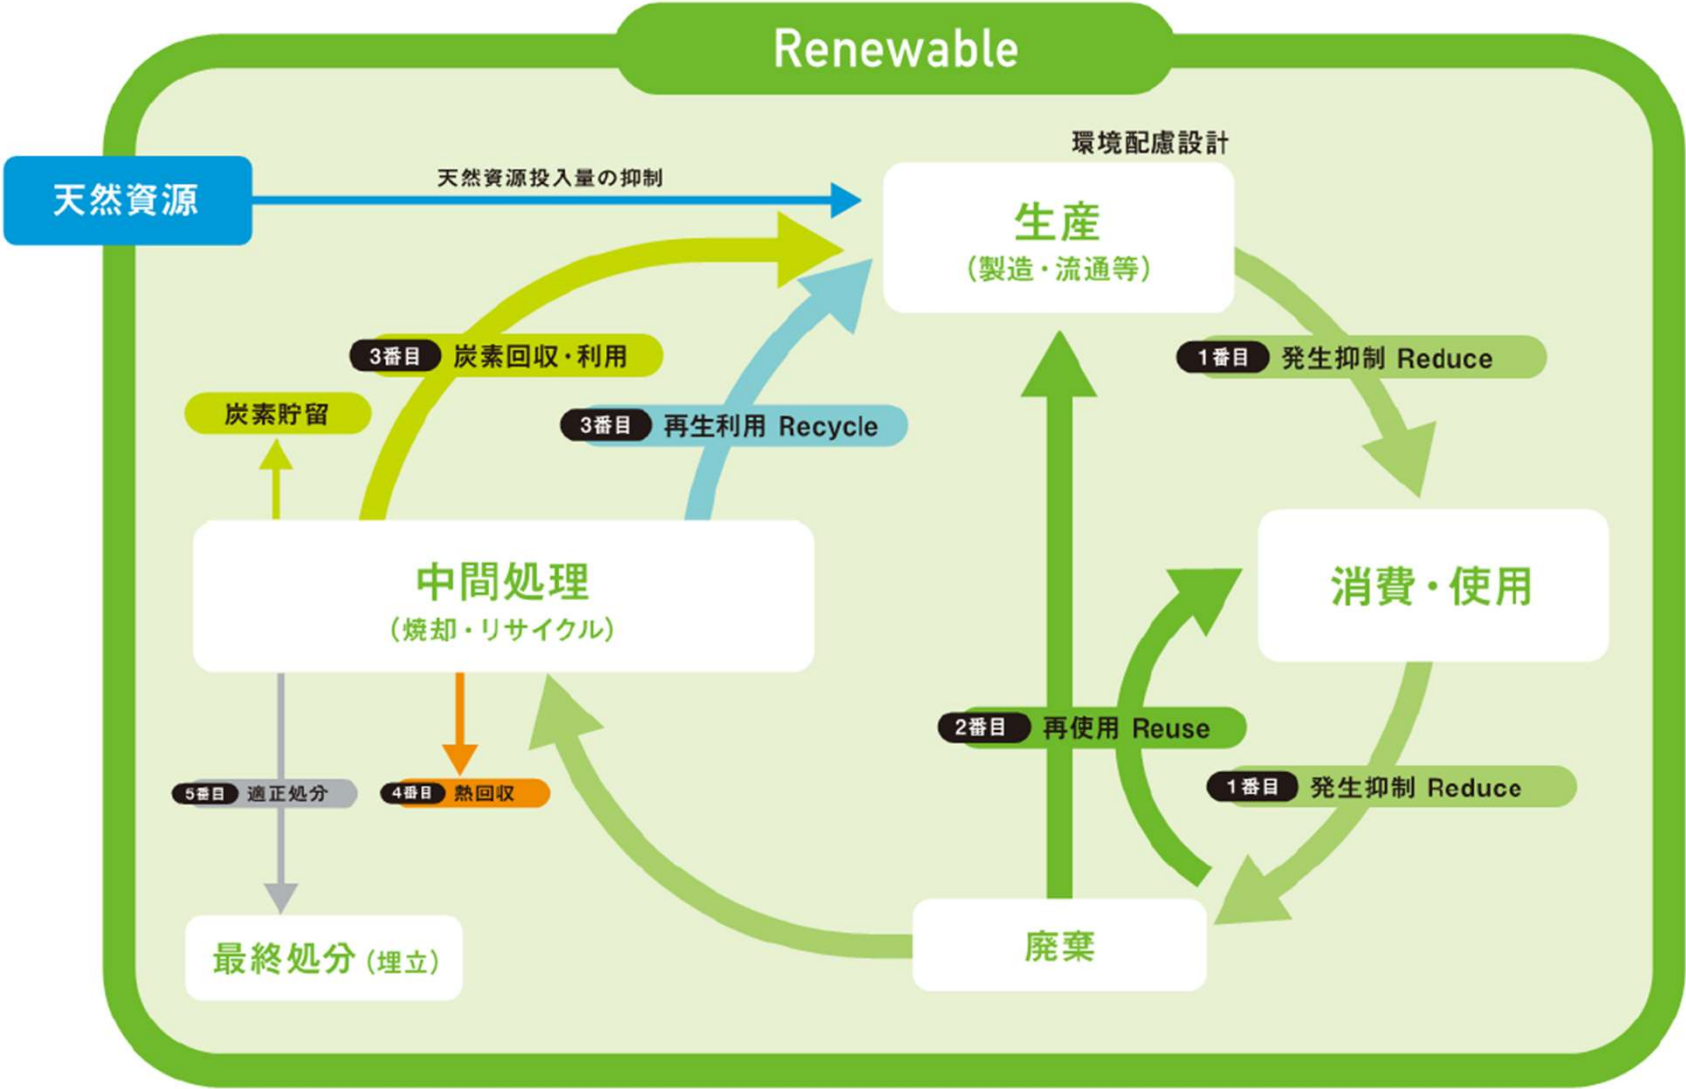 Renewable
環境配慮設計
天然資源
天然資源投入量の抑制
生産
（製造・流通等）
3番目 炭素回収・利用
1番目 発生抑制 Reduce
炭素貯留
3番目 再生利用 Recycle
中間処理
（焼却・リサイクル）
消費・使用
2番目 再使用 Reuse
1番目 発生抑制 Reduce
5番目 適正処分
4番目 熱回収
最終処分（埋立）
廃棄